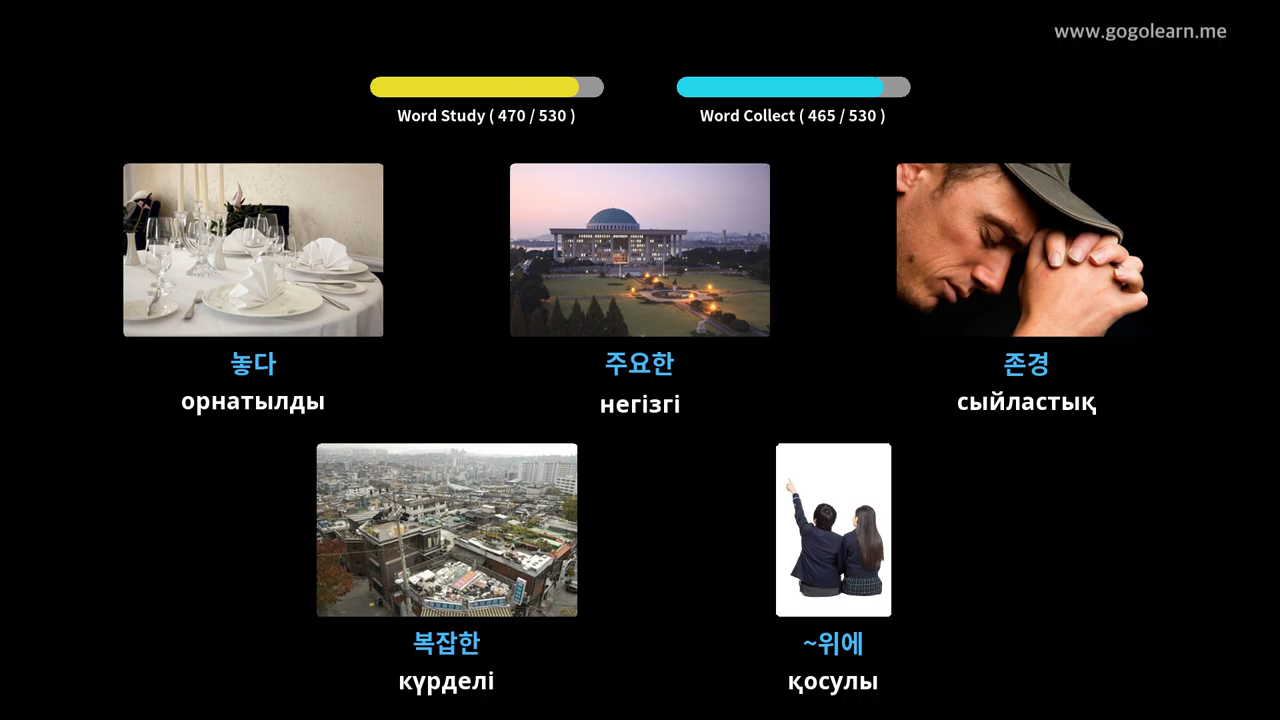 www.gogolearn.me
Word Study ( 470 / 530 )
Word Collect ( 465 / 530 )
놓다
орнатылды
주요한
негізгі
존경
сыйластық
복잡한
күрделі
~위에
қосулы